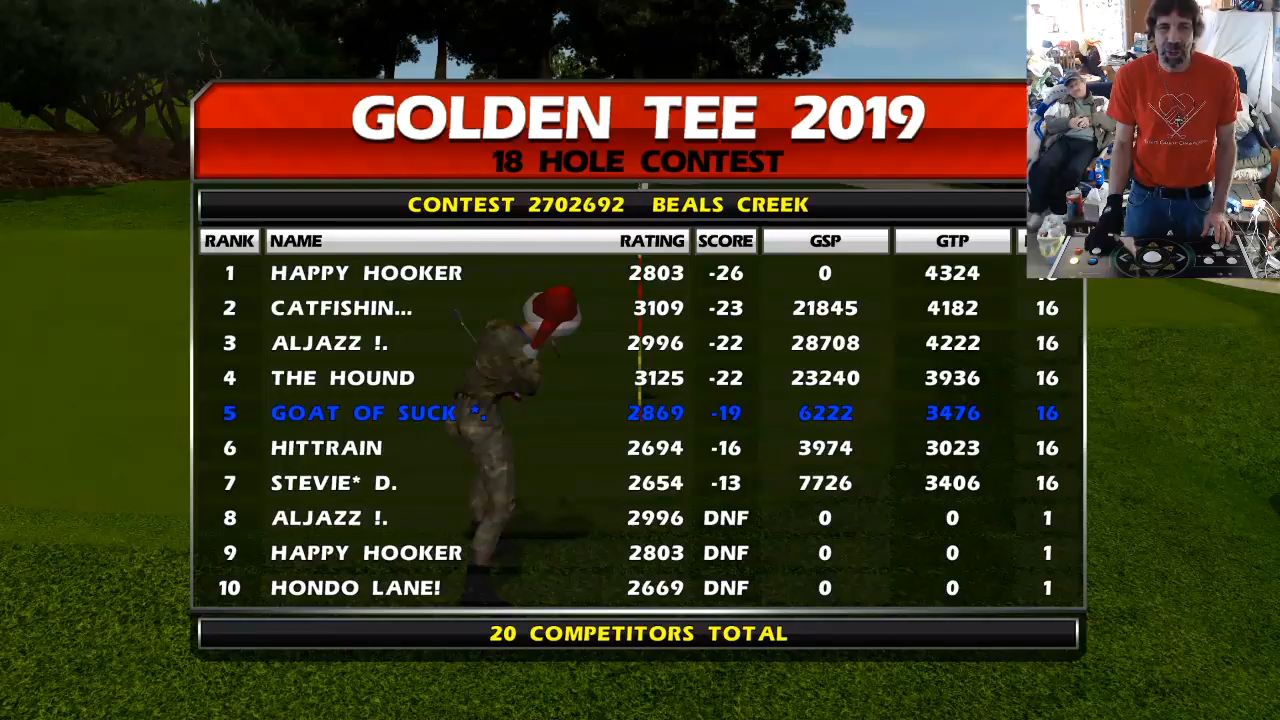 GOLDEN TEE 2019
18 HOLE CONTEST
CONTEST 2702692 BEALS CREEK
RANK NAME RATING SCORE GSP GTP
1 HAPPY HOOKER 2803 -26 0 4324
2 CATFISHIN... 3109 -23 21845 4182 16
3 ALJAZZ !. 2996 -22 28708 4222 16
4 THE HOUND 3125 -22 23240 3936 16
5 GOAT OF SUCK *. 2869 -19 6222 3476 16
6 HITTRAIN 2694 -16 3974 3023 16
7 STEVIE* D. 2654 -13 7726 3406 16
8 ALJAZZ !. 2996 DNF 0 0 1
9 HAPPY HOOKER 2803 DNF 0 0 1
10 HONDO LANE! 2669 DNF 0 0 1
20 COMPETITORS TOTAL